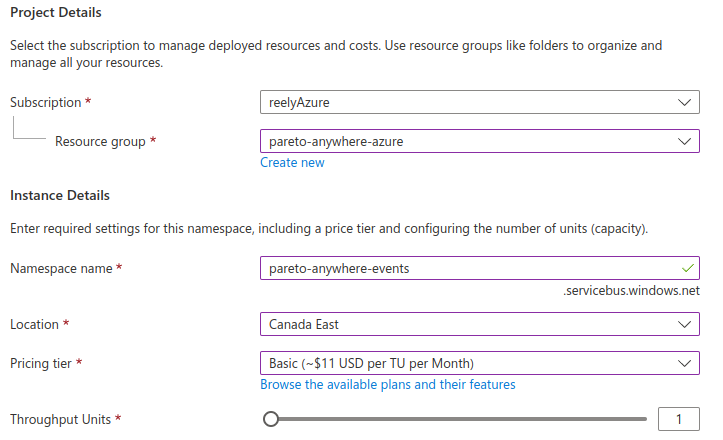 Project Details
Select the subscription to manage deployed resources and costs. Use resource groups like folders to organize and
manage all your resources.
Subscription *
reelyAzure
Resource group *
pareto-anywhere-azure
Create new
Instance Details
Enter required settings for this namespace, including a price tier and configuring the number of units (capacity).
Namespace name *
pareto-anywhere-events
.servicebus.windows.net
Location *
Canada East
Pricing tier *
Basic (~$11 USD per TU per Month)
Browse the available plans and their features
Throughput Units *
1